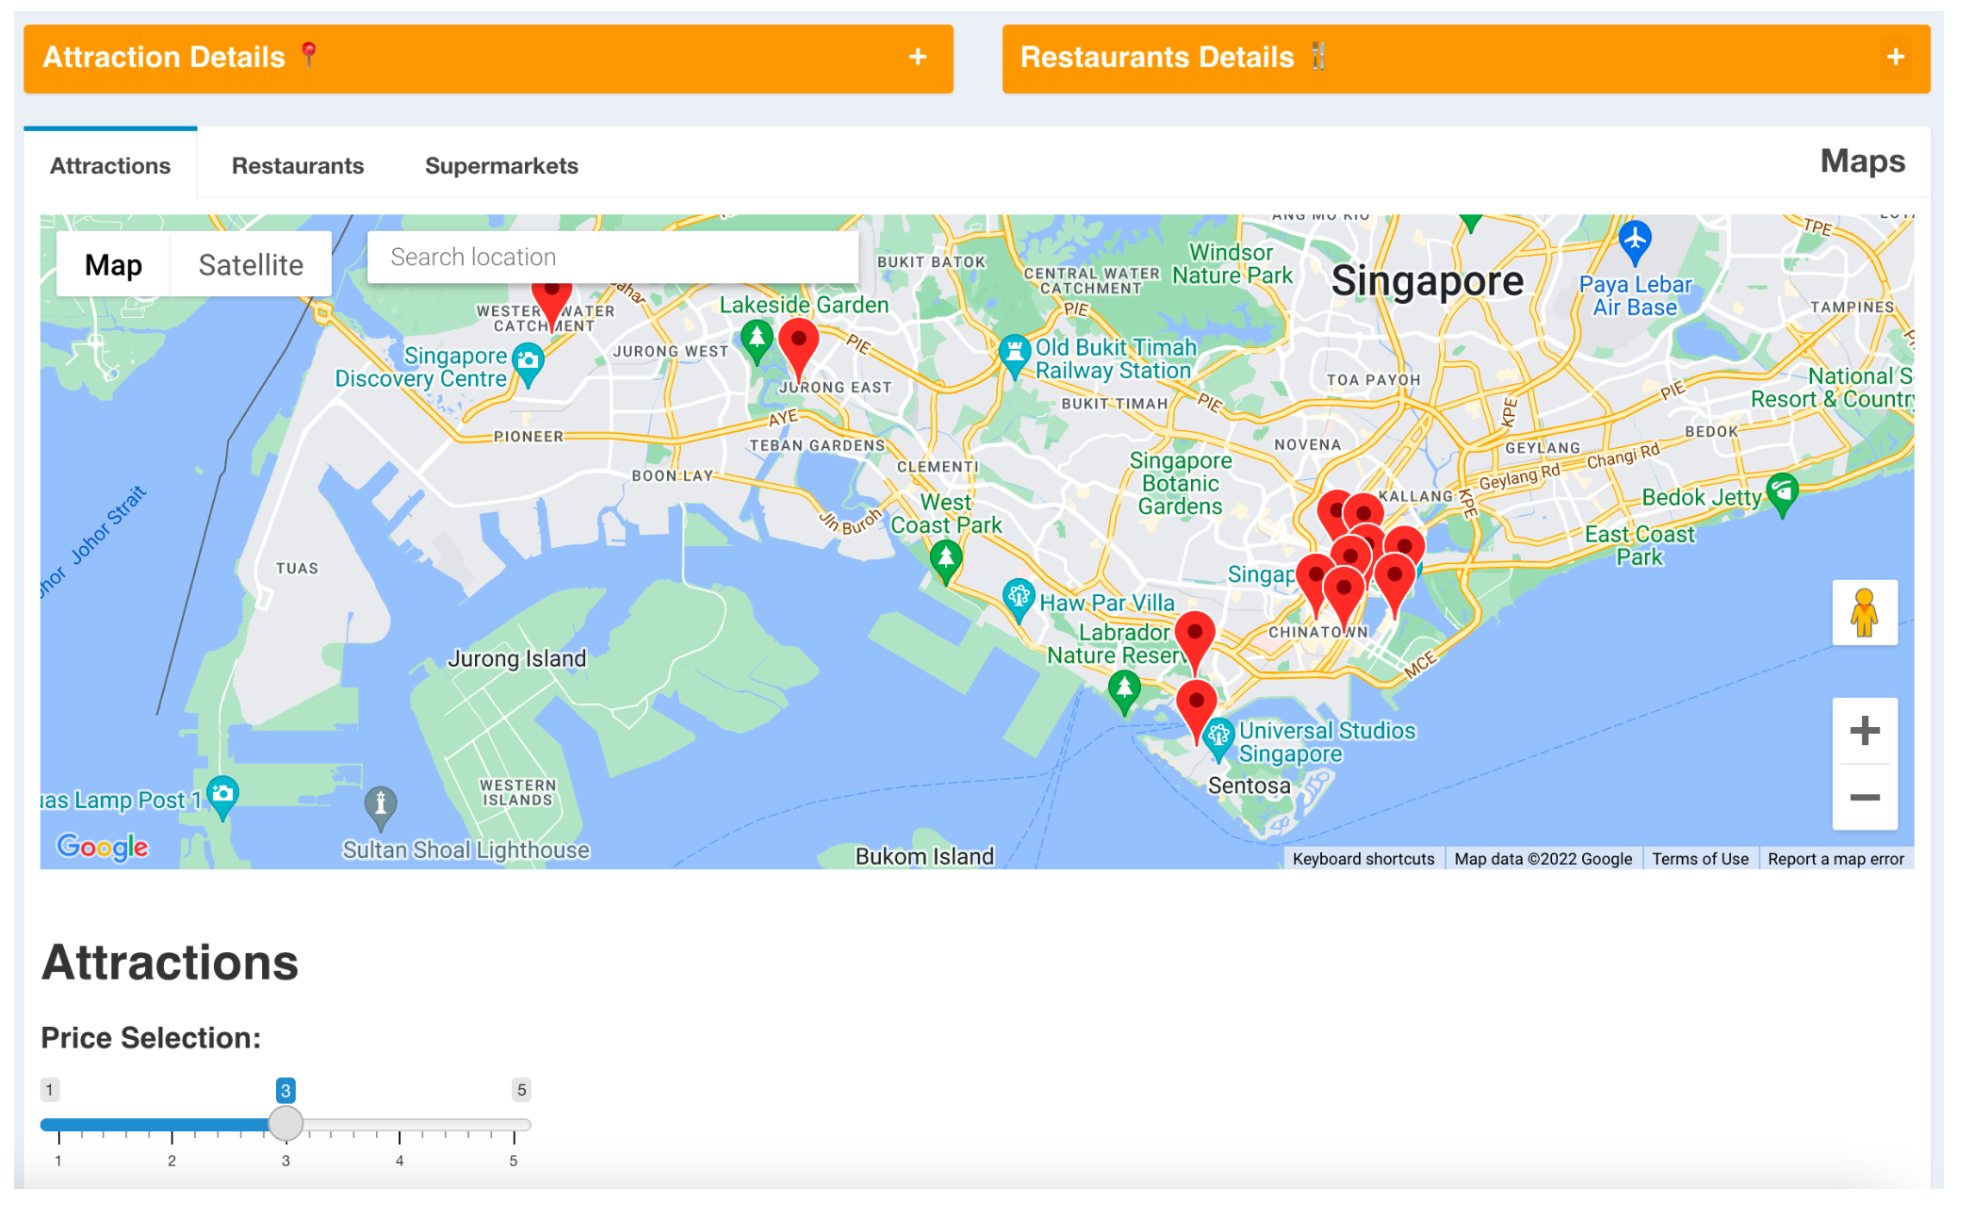 Attraction Details
Restaurants Details
Attractions
Restaurants
Supermarkets
Maps
Map
Satellite
Search location
ANG MO KIO
TPE
BUKIT BATOK
CENTRAL WATER
CATCHMENT
Windsor
Nature Park
Singapore
Paya Lebar
Air Base
TAMPINES
WESTERN WATER
CATCHMENT
Lakeside Garden
PIE
PIE
Singapore
Discovery Centre
JURONG WEST
JURONG EAST
Old Bukit Timah
Railway Station
TOA PAYOH
PIE
National S
Resort & Country
BUKIT TIMAH
PIE
KPE
AYE
PIONEER
TEBAN GARDENS
NOVENA
GEYLANG
BEDOK
Changi Rd
Geylang Rd
BOON LAY
CLEMENTI
Singapore
Botanic
Gardens
KALLANG
KPE
Bedok Jetty
West
Coast Park
Jln Buroh
East Coast
Park
Johor Strait
TUAS
Singap
Haw Par Villa
CHINATOWN
Labrador
Nature Reserv
MCE
Jurong Island
Universal Studios
Singapore
Sentosa
WESTERN
ISLANDS
uas Lamp Post 1
Google
Sultan Shoal Lighthouse
Bukom Island
Keyboard shortcuts
Map data ©2022 Google
Terms of Use
Report a map error
Attractions
Price Selection:
1
3
5
1
2
3
4
5